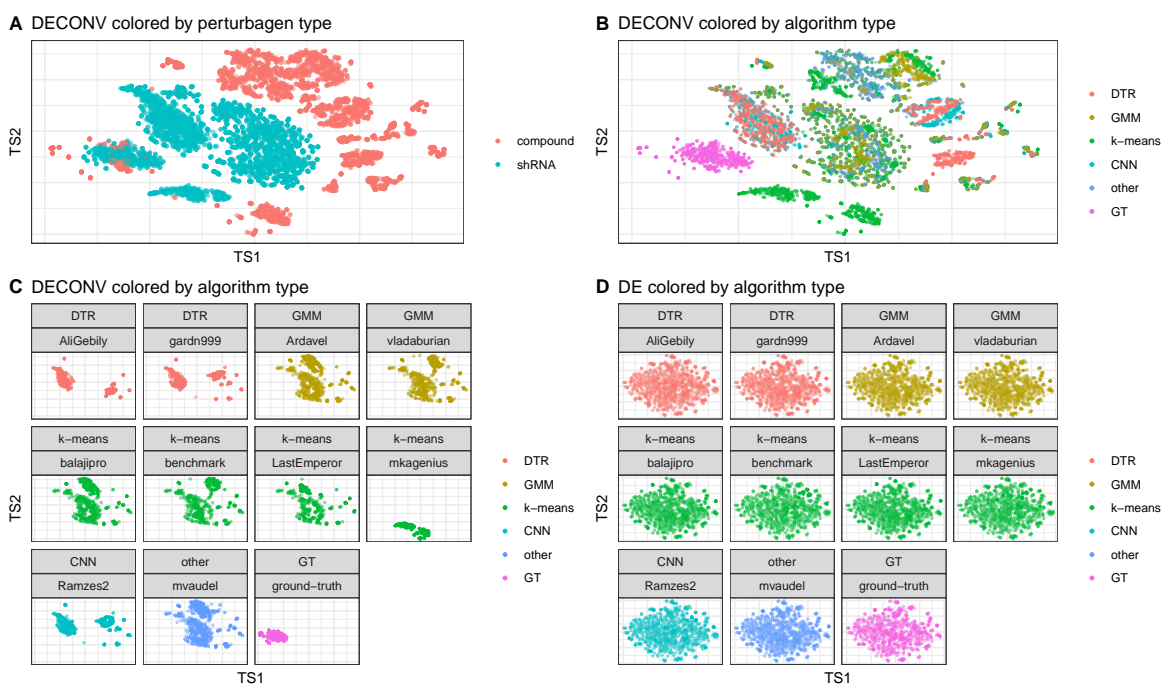 A DECONV colored by perturbagen type
TS2
TS1
compound
shRNA
B DECONV colored by algorithm type
TS2
TS1
DTR
GMM
k−means
CNN
other
GT
C DECONV colored by algorithm type
DTR DTR GMM GMM
AliGebily gardn999 Ardavel vladaburian
k−means k−means k−means k−means
balajipro benchmark LastEmperor mkagenius
CNN other GT
Ramzes2 mvaudel ground−truth
TS2
TS1
DTR
GMM
k−means
CNN
other
GT
D DE colored by algorithm type
DTR DTR GMM GMM
AliGebily gardn999 Ardavel vladaburian
k−means k−means k−means k−means
balajipro benchmark LastEmperor mkagenius
CNN other GT
Ramzes2 mvaudel ground−truth
TS2
TS1
DTR
GMM
k−means
CNN
other
GT